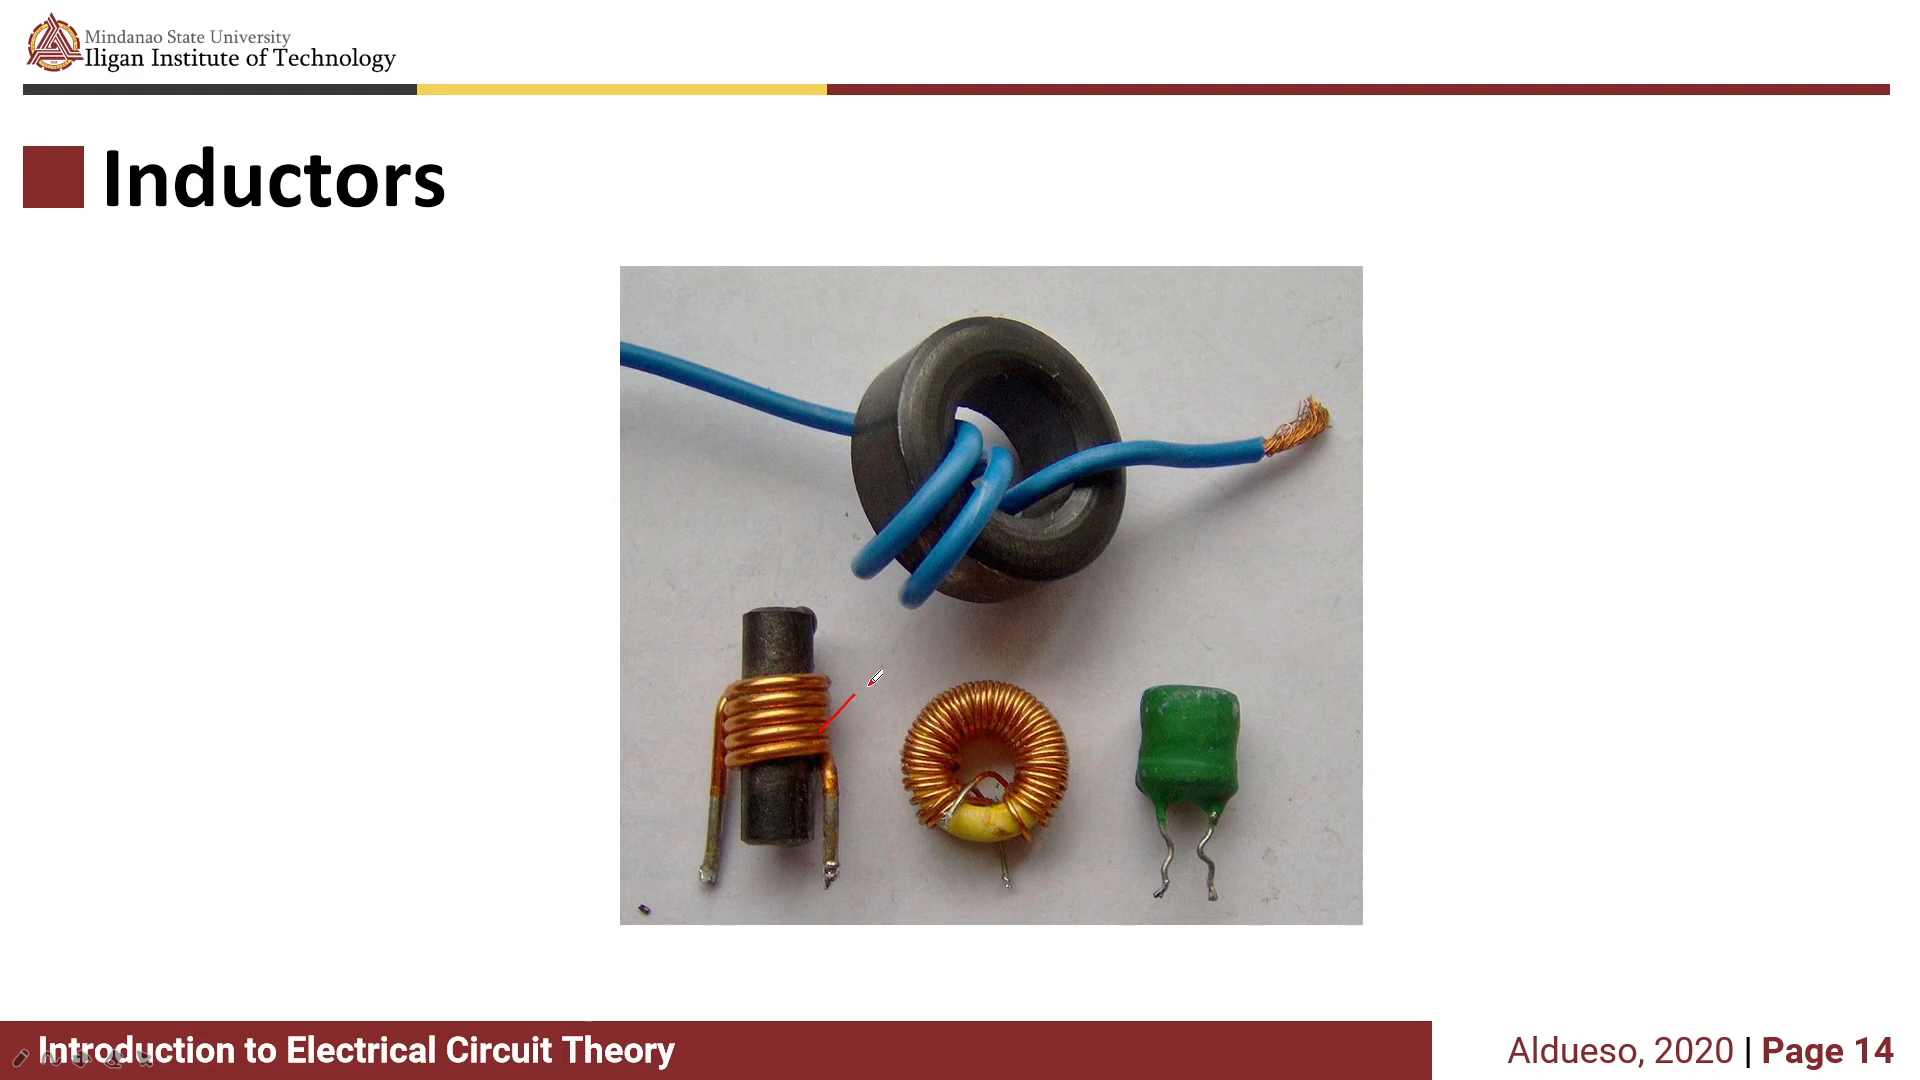 Mindanao State University
Iligan Institute of Technology
Inductors
Introduction to Electrical Circuit Theory
Aldueso, 2020 | Page 14